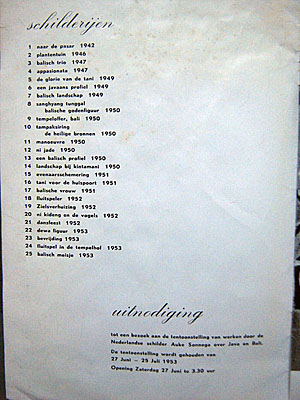 schilderijen
1 naar de pasar 1942
2 plantentuin 1946
3 balisch trio 1947
4 appasionata 1947
5 de glorie van de tani 1949
6 een javaans profiel 1949
7 balisch landschap 1949
8 sanghyang tunggal
balische godenfiguur 1950
9 tempeloffer, bali 1950
10 tampaksiring
de heilige bronnen 1950
11 manoeuvre 1950
12 ni jade 1950
13 een balisch profiel 1950
14 landschap bij kintamani 1950
15 evenaarsschemering 1951
16 tani voor de huispoort 1951
17 balische vrouw 1951
18 fluitspeler 1952
19 Zielsverhuizing 1952
20 ni kideng en de vogels 1952
21 dansleest 1952
22 dewa figuur 1953
23 bevrijding 1953
24 fluitspel in de tempelhof 1953
25 balisch meisje 1953
uitnodiging
tot een bezoek aan de tentoonstelling van werken door de
Nederlandse schilder Auke Sonnega over Java en Bali.
De tentoonstelling wordt gehouden van
27 Juni — 25 Juli 1953
Opening Zaterdag 27 Juni te 3.30 uur